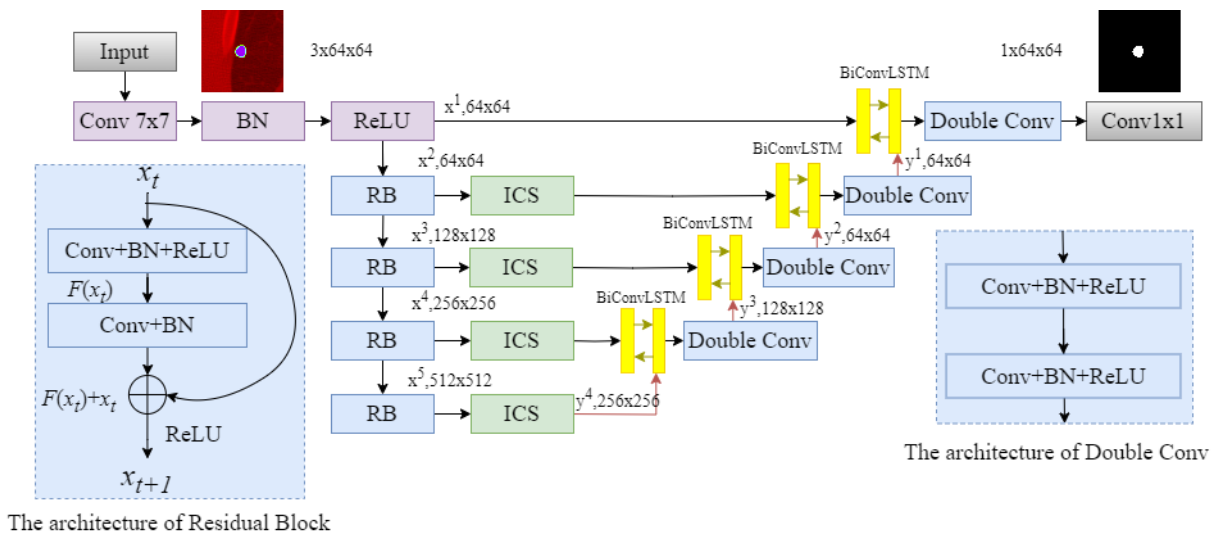 Input
3x64x64
1x64x64
BiConvLSTM
Conv 7x7
BN
ReLU
x¹,64x64
Double Conv
Conv1x1
x²,64x64
BiConvLSTM
y¹,64x64
RB
ICS
Double Conv
x³,128x128
BiConvLSTM
y²,64x64
RB
ICS
Double Conv
x⁴,256x256
BiConvLSTM
y³,128x128
RB
ICS
Double Conv
x⁵,512x512
y⁴,256x256
RB
ICS
xₜ
Conv+BN+ReLU
F(xₜ)
Conv+BN
F(xₜ)+xₜ
ReLU
xₜ₊₁
The architecture of Residual Block
Conv+BN+ReLU
Conv+BN+ReLU
The architecture of Double Conv